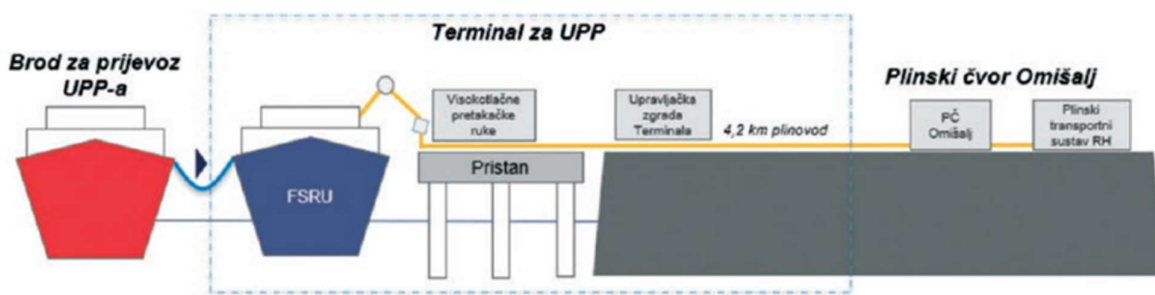 Terminal za UPP
Brod za prijevoz
UPP-a
Plinski čvor Omišalj
Visokotlačne
pretakačke
ruke
Upravljačka
zgrada
Terminala
4,2 km plinovod
PČ
Omišalj
Plinski
transportni
sustav RH
Pristan
FSRU